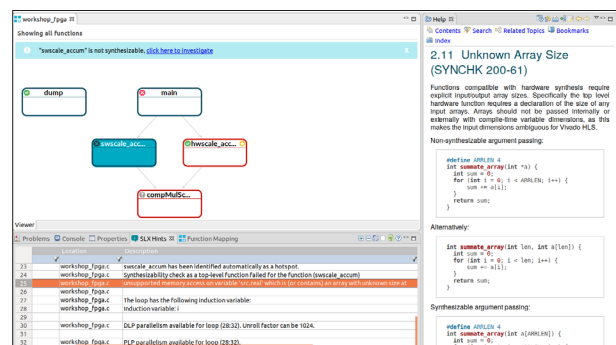 workshop_fpga
Showing all functions
"swscale_accum" is not synthesizable, click here to investigate
dump
main
swscale_acc...
hwscale_acc...
compMulSc...
Viewer
Problems Console Properties SLX Hints Function Mapping
Location Description
23 workshop_fpga.c swscale_accum has been identified automatically as a hotspot.
24 workshop_fpga.c Synthesizability check as a top-level function failed for the function (swscale_accum)
25 workshop_fpga.c unsupported memory access on variable 'src.real' which is (or contains) an array with unknown size at
26 workshop_fpga.c
27 workshop_fpga.c The loop has the following induction variable:
28 workshop_fpga.c Induction variable: i
29
30 workshop_fpga.c DLP parallelism available for loop (28:32). Unroll factor can be 1024.
31
32 workshop_fpga.c PLP parallelism available for loop (28:32).
Help
Contents Search Related Topics Bookmarks
Index
2.11 Unknown Array Size
(SYNCHK 200-61)
Functions compatible with hardware synthesis require
explicit input/output array sizes. Specifically the top level
hardware function requires a declaration of the size of any
input arrays. Arrays should not be passed internally or
externally with compile-time variable dimensions, as this
makes the input dimensions ambiguous for Vivado HLS.
Non-synthesizable argument passing:
#define ARRLEN 4
int summate_array(int *a) {
int sum = 0;
for (int i = 0; i < ARRLEN; i++) {
sum += a[i];
}
return sum;
}
Alternatively:
int summate_array(int len, int a[len]) {
int sum = 0;
for (int i = 0; i < len; i++) {
sum += a[i];
}
return sum;
}
Synthesizable argument passing:
#define ARRLEN 4
int summate_array(int a[ARRLEN]) {
int sum = 0;